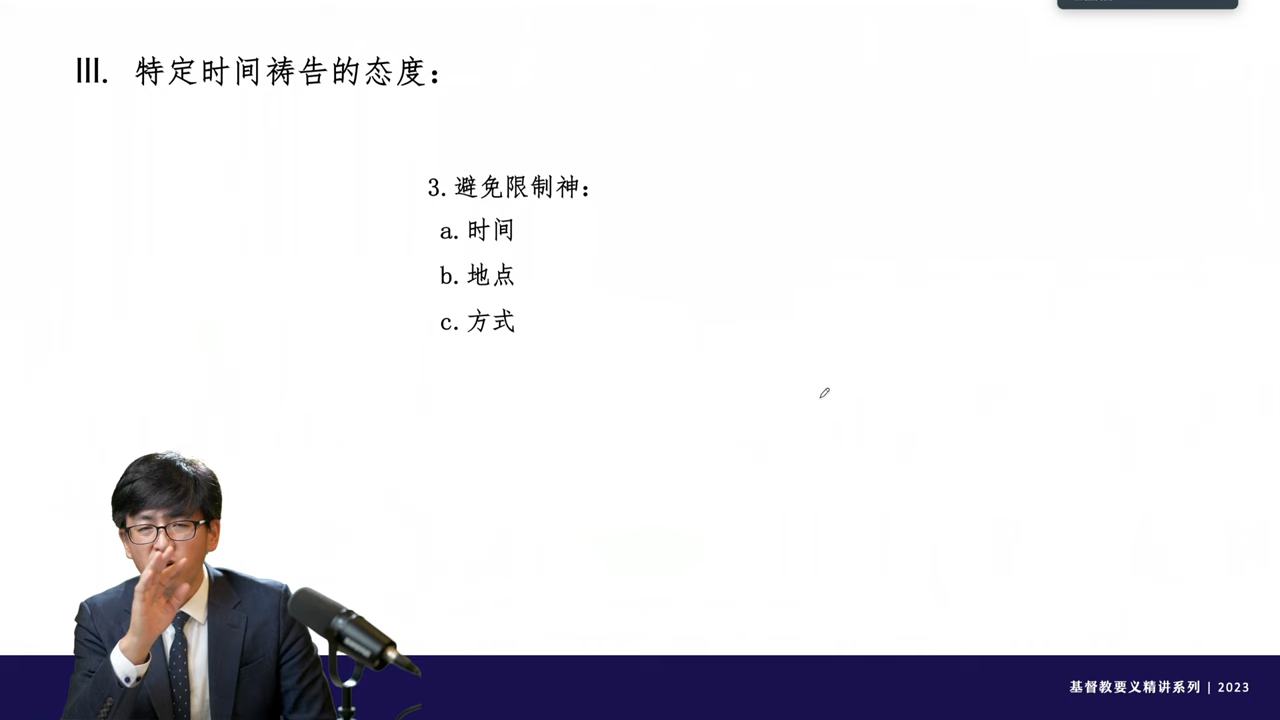 III. 特定时间祷告的态度：
3. 避免限制神：
a. 时间
b. 地点
c. 方式
基督教要义精讲系列 | 2023